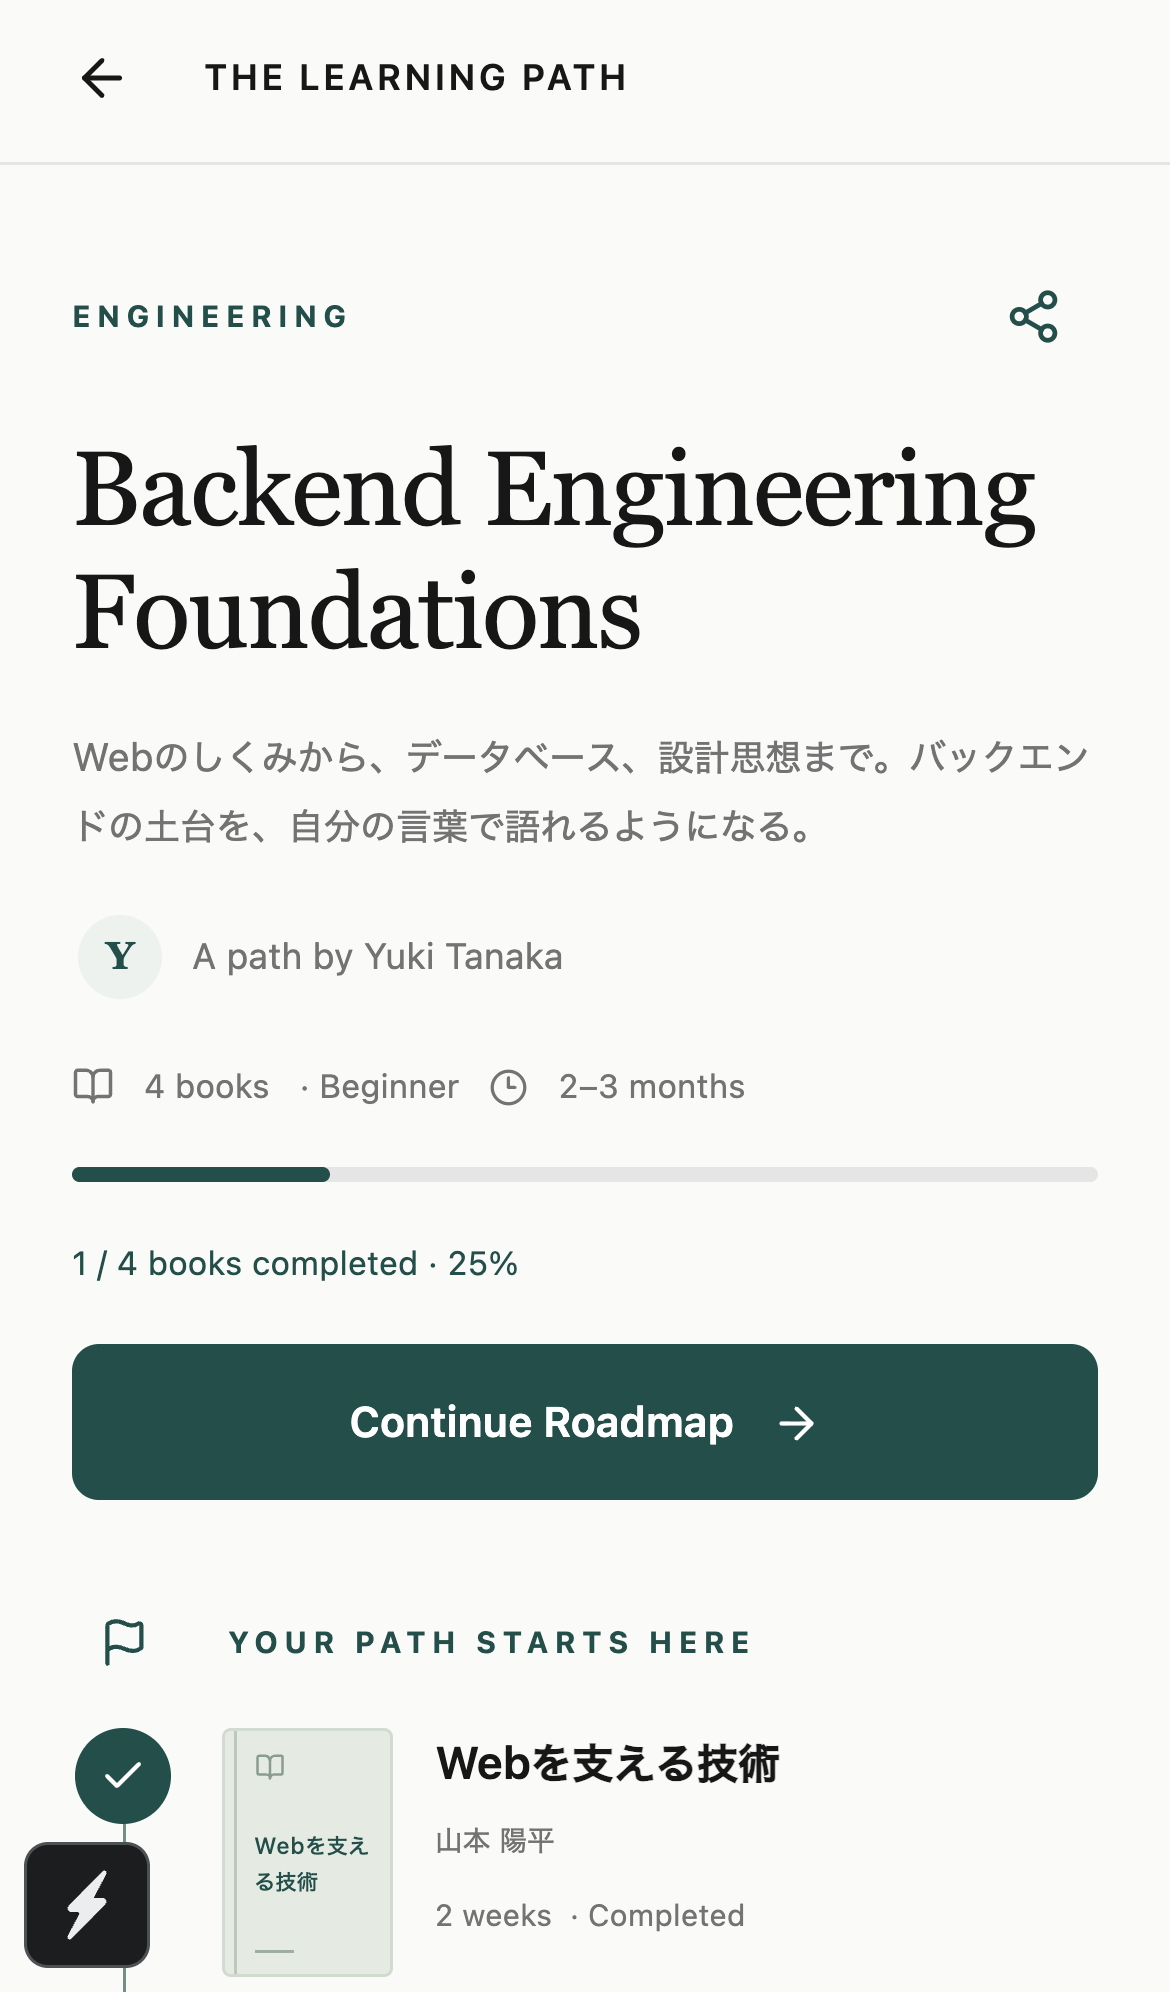 THE LEARNING PATH
ENGINEERING
Backend Engineering
Foundations
Webのしくみから、データベース、設計思想まで。バックエン
ドの土台を、自分の言葉で語れるようになる。
Y
A path by Yuki Tanaka
4 books · Beginner 2–3 months
1 / 4 books completed · 25%
Continue Roadmap →
YOUR PATH STARTS HERE
Webを支え
る技術
Webを支える技術
山本 陽平
2 weeks · Completed